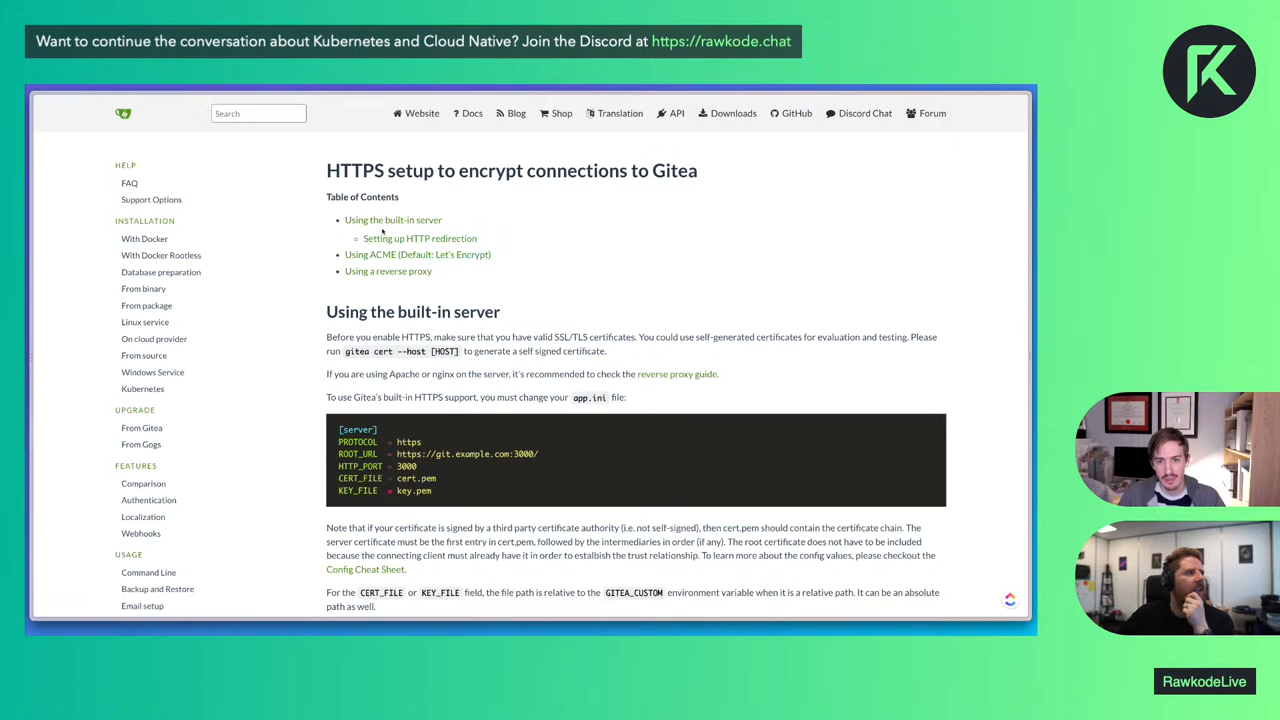 Want to continue the conversation about Kubernetes and Cloud Native? Join the Discord at https://rawkode.chat
Search
Website
Docs
Blog
Shop
Translation
API
Downloads
GitHub
Discord Chat
Forum
HELP
FAQ
Support Options
INSTALLATION
With Docker
With Docker Rootless
Database preparation
From binary
From package
Linux service
On cloud provider
From source
Windows Service
Kubernetes
UPGRADE
From Gitea
From Gogs
FEATURES
Comparison
Authentication
Localization
Webhooks
USAGE
Command Line
Backup and Restore
Email setup
HTTPS setup to encrypt connections to Gitea
Table of Contents
Using the built-in server
Setting up HTTP redirection
Using ACME (Default: Let's Encrypt)
Using a reverse proxy
Using the built-in server
Before you enable HTTPS, make sure that you have valid SSL/TLS certificates. You could use self-generated certificates for evaluation and testing. Please
run gitea cert --host [HOST] to generate a self signed certificate.
If you are using Apache or nginx on the server, it's recommended to check the reverse proxy guide.
To use Gitea's built-in HTTPS support, you must change your app.ini file:
[server]
PROTOCOL = https
ROOT_URL = https://git.example.com:3000/
HTTP_PORT = 3000
CERT_FILE = cert.pem
KEY_FILE = key.pem
Note that if your certificate is signed by a third party certificate authority (i.e. not self-signed), then cert.pem should contain the certificate chain. The
server certificate must be the first entry in cert.pem, followed by the intermediaries in order (if any). The root certificate does not have to be included
because the connecting client must already have it in order to estalbish the trust relationship. To learn more about the config values, please checkout the
Config Cheat Sheet.
For the CERT_FILE or KEY_FILE field, the file path is relative to the GITEA_CUSTOM environment variable when it is a relative path. It can be an absolute
path as well.
RawkodeLive